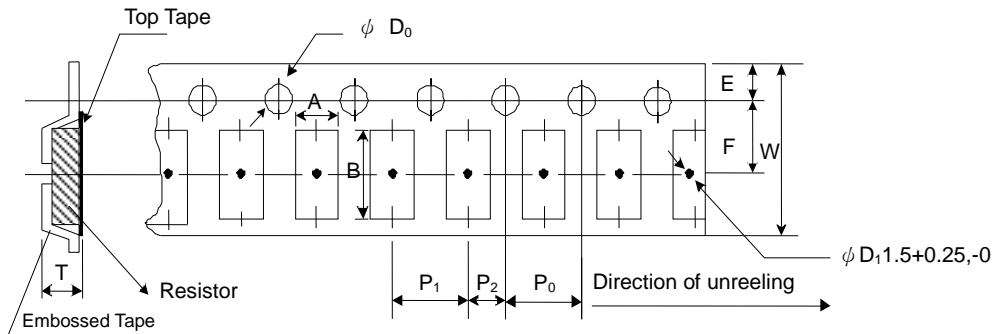 Top Tape
ϕ D0
E
A
F
W
B
ϕ D1 1.5+0.25,-0
T
P1
P2
P0
Direction of unreeling
Resistor
Embossed Tape